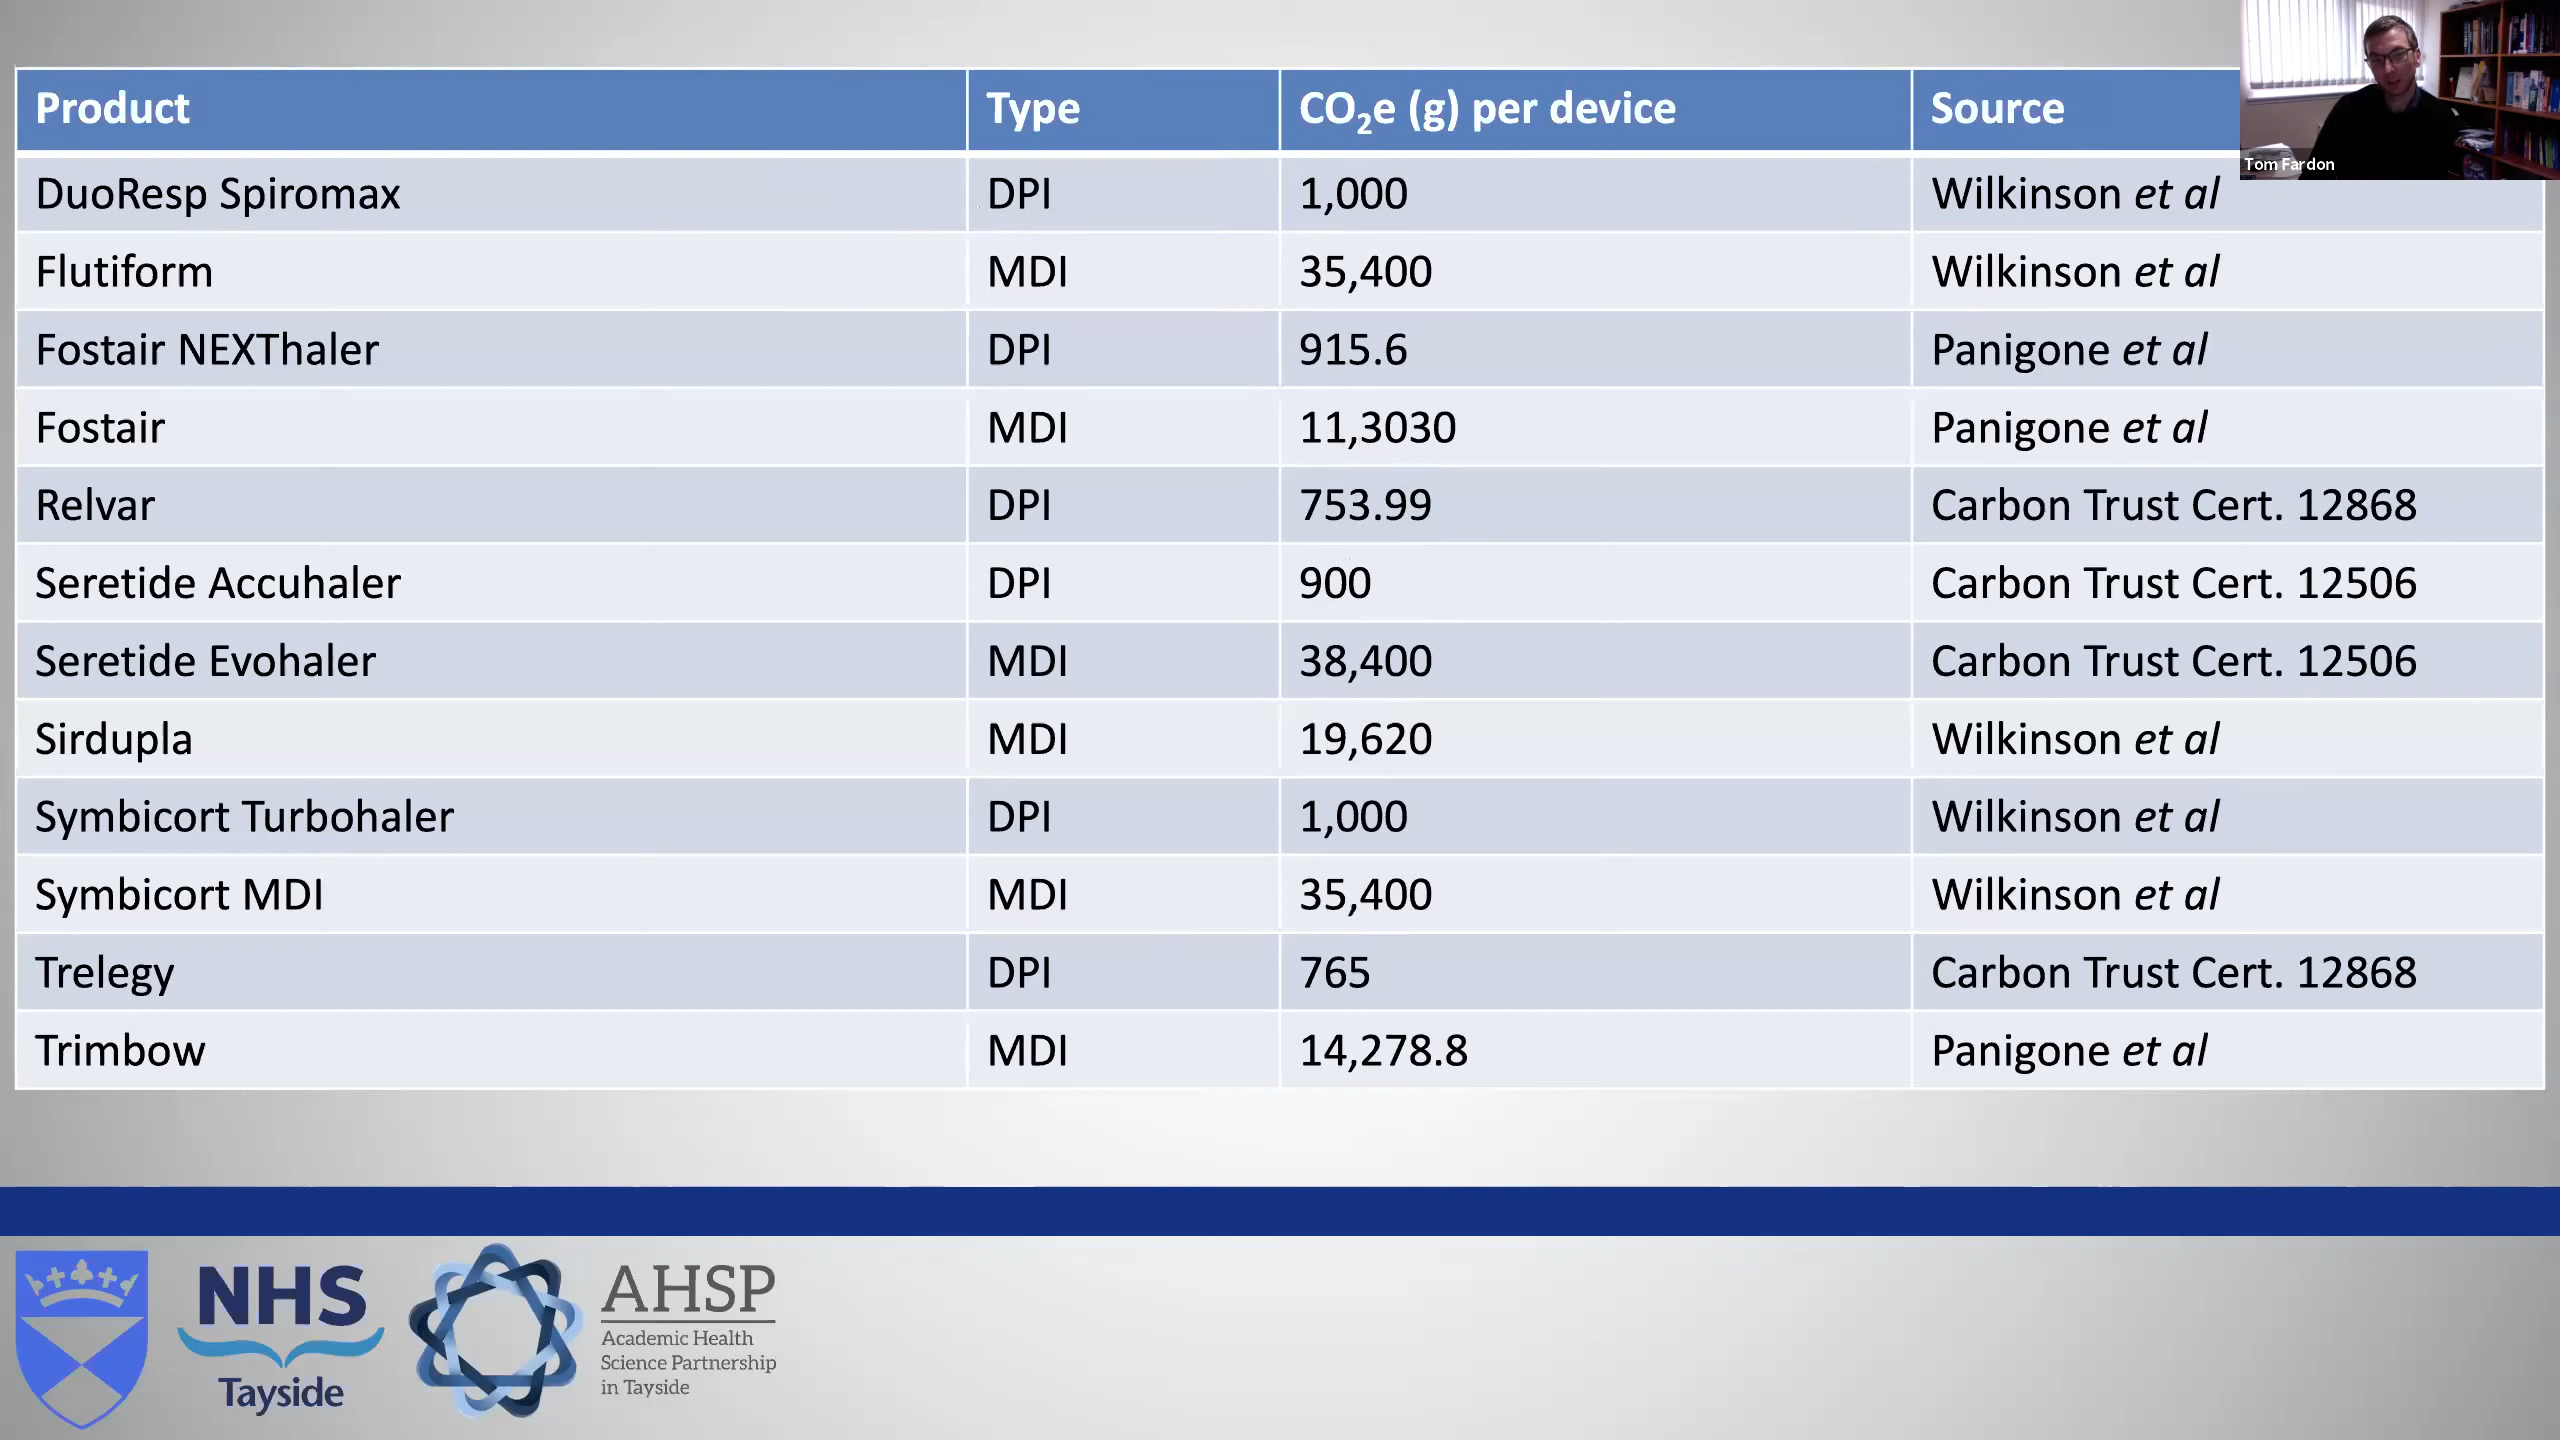 Product Type CO₂e (g) per device Source
Tom Fardon
DuoResp Spiromax DPI 1,000 Wilkinson et al
Flutiform MDI 35,400 Wilkinson et al
Fostair NEXThaler DPI 915.6 Panigone et al
Fostair MDI 11,3030 Panigone et al
Relvar DPI 753.99 Carbon Trust Cert. 12868
Seretide Accuhaler DPI 900 Carbon Trust Cert. 12506
Seretide Evohaler MDI 38,400 Carbon Trust Cert. 12506
Sirdupla MDI 19,620 Wilkinson et al
Symbicort Turbohaler DPI 1,000 Wilkinson et al
Symbicort MDI MDI 35,400 Wilkinson et al
Trelegy DPI 765 Carbon Trust Cert. 12868
Trimbow MDI 14,278.8 Panigone et al
NHS
Tayside
AHSP
Academic Health
Science Partnership
in Tayside